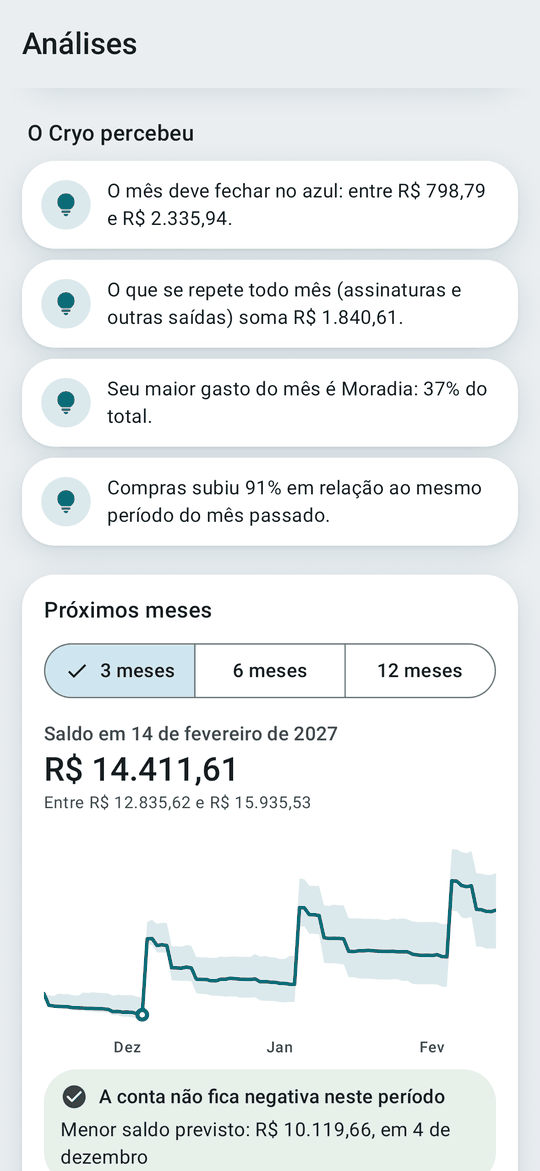 Análises
O Cryo percebeu
O mês deve fechar no azul: entre R$ 798,79
e R$ 2.335,94.
O que se repete todo mês (assinaturas e
outras saídas) soma R$ 1.840,61.
Seu maior gasto do mês é Moradia: 37% do
total.
Compras subiu 91% em relação ao mesmo
período do mês passado.
Próximos meses
3 meses
6 meses
12 meses
Saldo em 14 de fevereiro de 2027
R$ 14.411,61
Entre R$ 12.835,62 e R$ 15.935,53
Dez
Jan
Fev
A conta não fica negativa neste período
Menor saldo previsto: R$ 10.119,66, em 4 de
dezembro